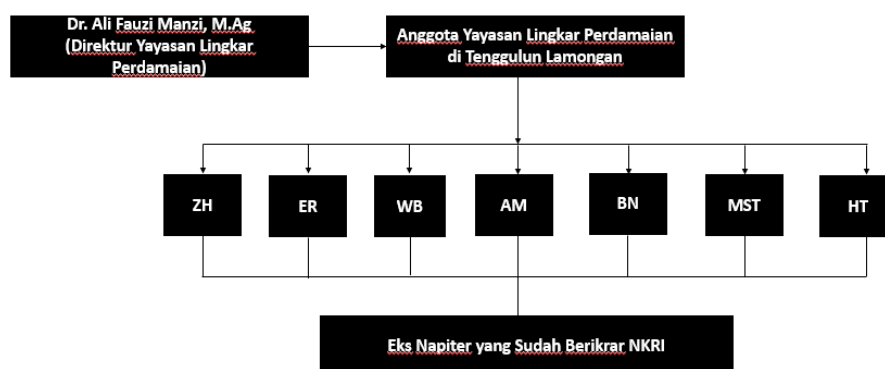 Dr. Ali Fauzi Manzi, M.Ag
(Direktur Yayasan Lingkar
Perdamaian)
Anggota Yayasan Lingkar Perdamaian
di Tenggulun Lamongan
ZH
ER
WB
AM
BN
MST
HT
Eks Napiter yang Sudah Berikrar NKRI